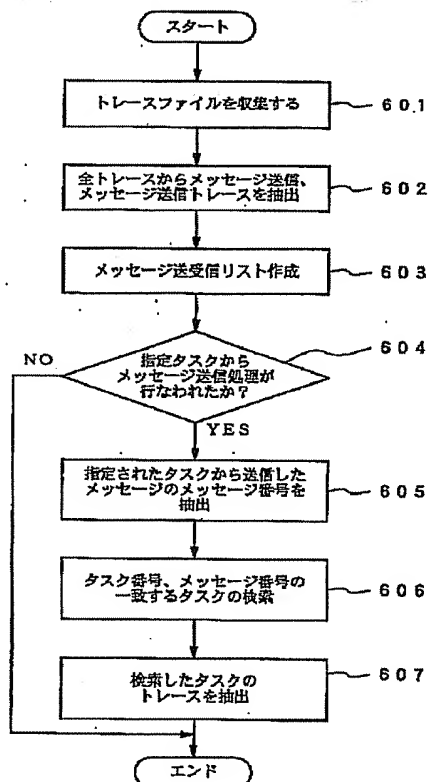 スタート
トレースファイルを収集する
601
全トレースからメッセージ送信、
メッセージ送信トレースを抽出
602
メッセージ送受信リスト作成
603
指定タスクから
メッセージ送信処理が
行なわれたか？
604
NO
YES
指定されたタスクから送信した
メッセージのメッセージ番号を
抽出
605
タスク番号、メッセージ番号の
一致するタスクの検索
606
検索したタスクの
トレースを抽出
607
エンド